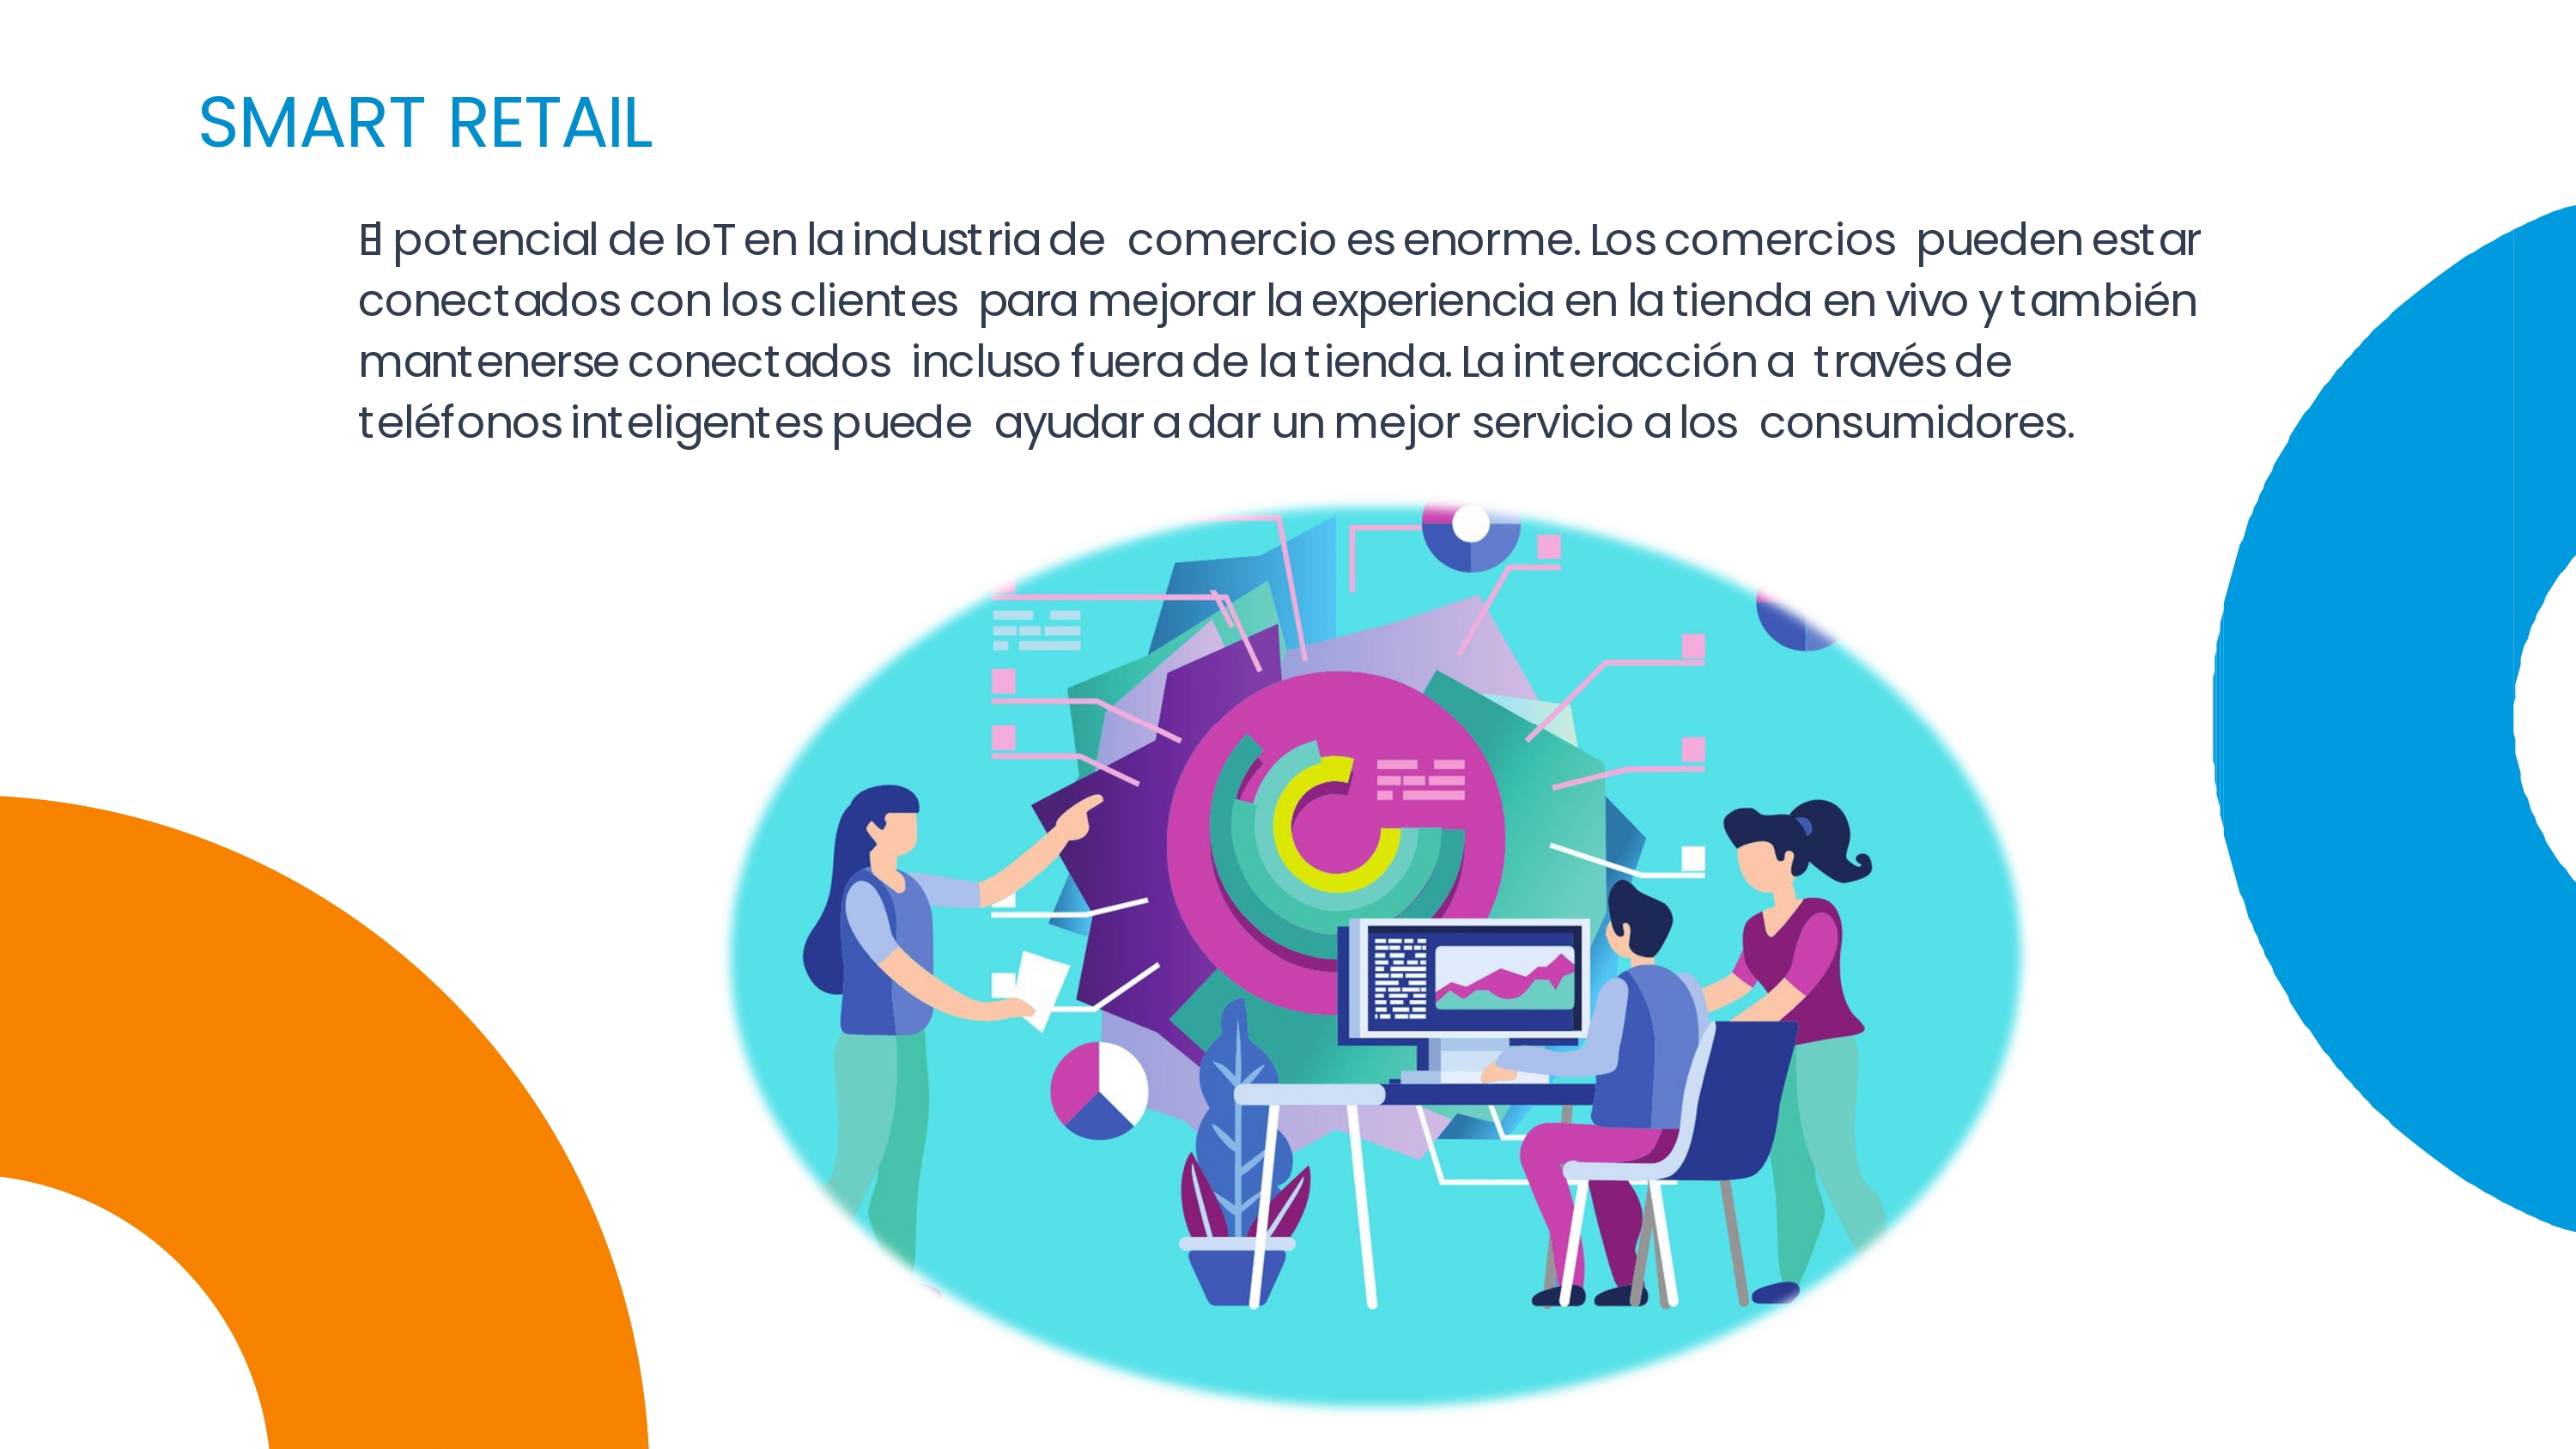 SMART RETAIL
El potencial de IoT en la industria de comercio es enorme. Los comercios pueden estar
conectados con los clientes para mejorar la experiencia en la tienda en vivo y también
mantenerse conectados incluso fuera de la tienda. La interacción a través de
teléfonos inteligentes puede ayudar a dar un mejor servicio a los consumidores.